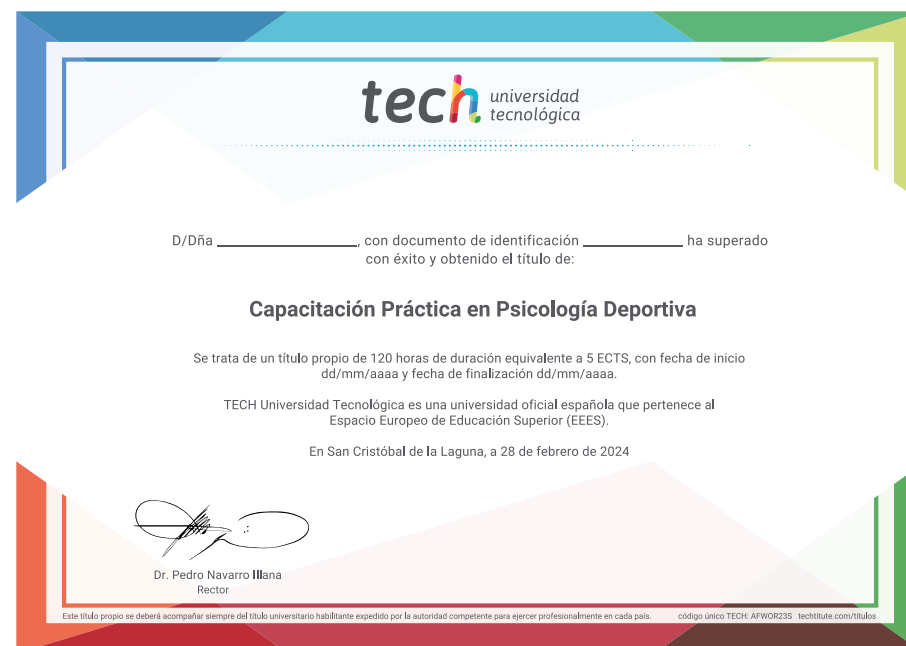 tech universidad
tecnológica
D/Dña ____________________, con documento de identificación ______________ ha superado
con éxito y obtenido el título de:
Capacitación Práctica en Psicología Deportiva
Se trata de un título propio de 120 horas de duración equivalente a 5 ECTS, con fecha de inicio
dd/mm/aaaa y fecha de finalización dd/mm/aaaa.
TECH Universidad Tecnológica es una universidad oficial española que pertenece al
Espacio Europeo de Educación Superior (EEES).
En San Cristóbal de la Laguna, a 28 de febrero de 2024
Dr. Pedro Navarro Illana
Rector
Este título propio se deberá acompañar siempre del título universitario habilitante expedido por la autoridad competente para ejercer profesionalmente en cada país. código único TECH: AFWOR23S techtitute.com/titulos